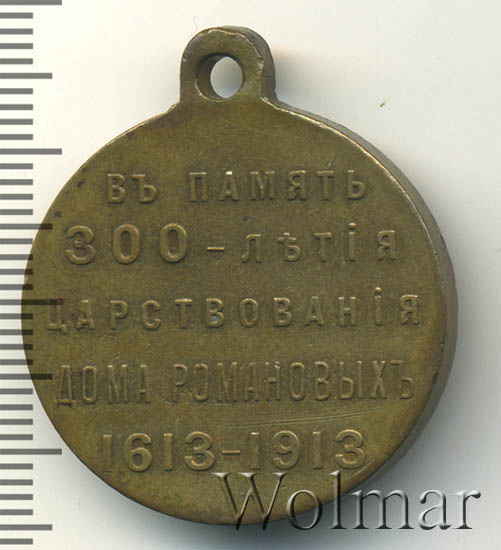 ВЪ ПАМЯТЬ
300-ЛѢТІЯ
ЦАРСТВОВАНІЯ
ДОМА РОМАНОВЫХЪ
1613-1913
Wolmar